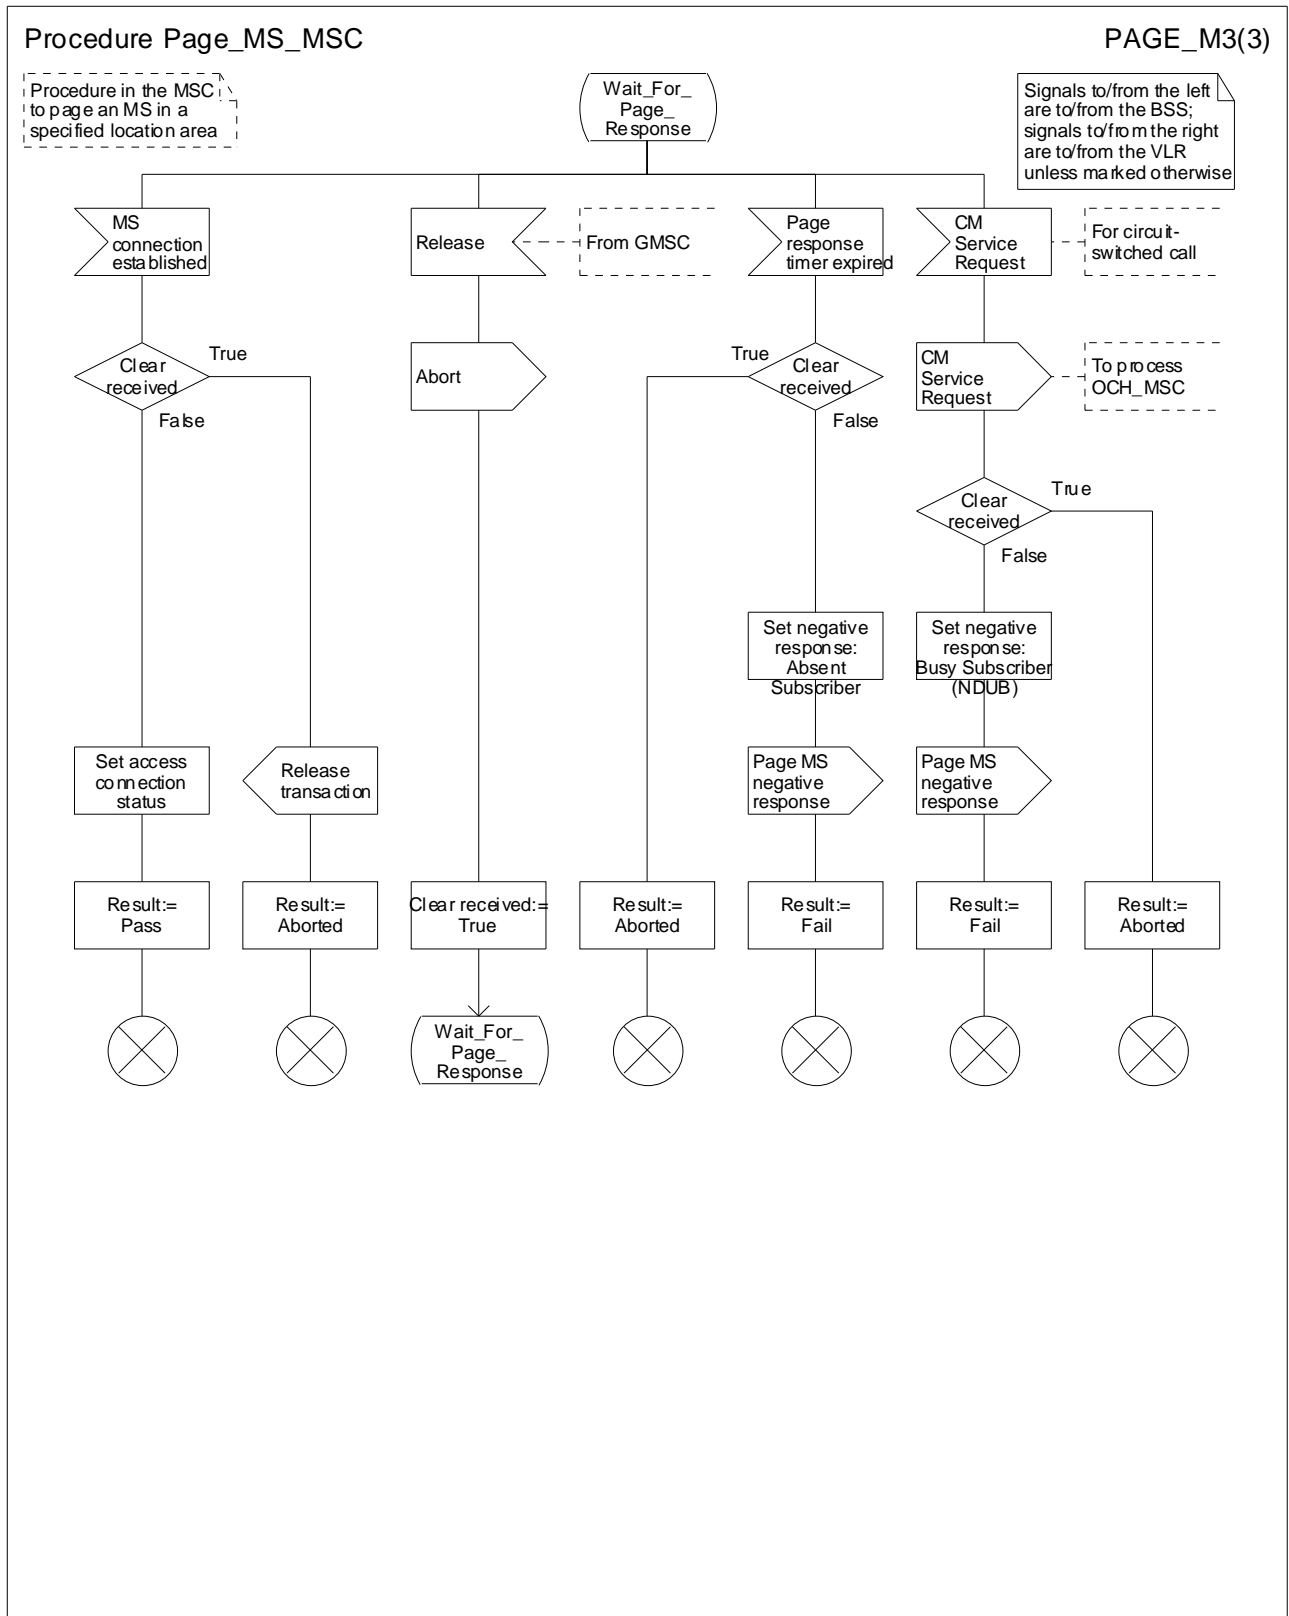 Procedure Page_MS_MSC
PAGE_M3(3)
Procedure in the MSC
to page an MS in a
specified location area
Wait_For_
Page_
Response
Signals to/from the left
are to/from the BSS;
signals to/from the right
are to/from the VLR
unless marked otherwise
MS
connection
established
Release
From GMSC
Page
response
timer expired
CM
Service
Request
For circuit-
switched call
Clear
received
True
False
Abort
True
Clear
received
False
CM
Service
Request
To process
OCH_MSC
Clear
received
True
False
Set negative
response:
Absent
Subscriber
Set negative
response:
Busy Subscriber
(NDUB)
Set access
connection
status
Release
transaction
Page MS
negative
response
Page MS
negative
response
Result:=
Pass
Result:=
Aborted
Clear received:=
True
Result:=
Aborted
Result:=
Fail
Result:=
Fail
Result:=
Aborted
Wait_For_
Page_
Response